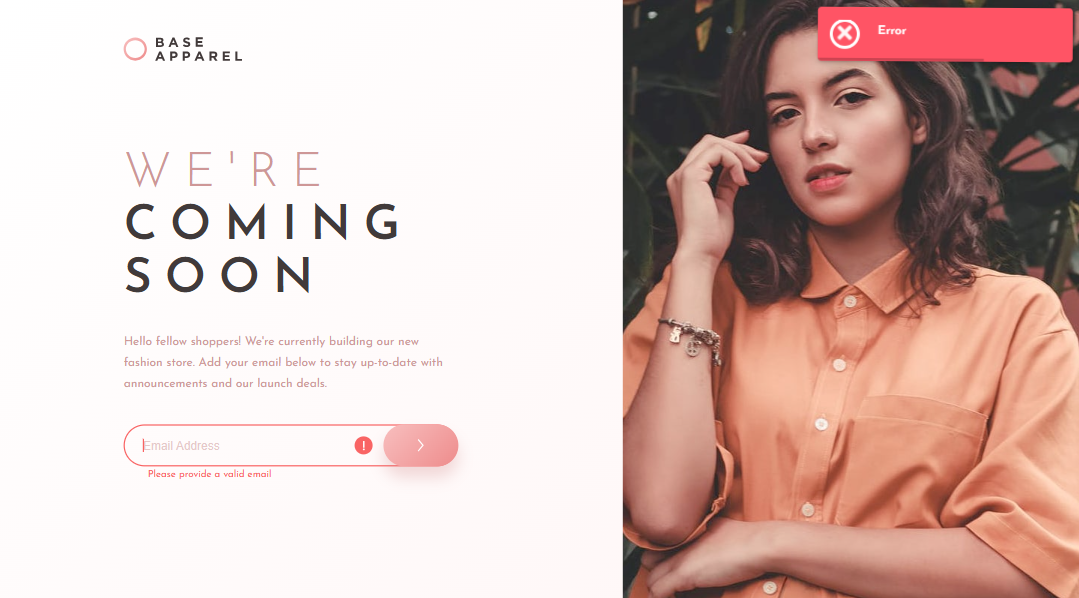 BASE
APPAREL
Error
WE'RE
COMING
SOON
Hello fellow shoppers! We're currently building our new
fashion store. Add your email below to stay up-to-date with
announcements and our launch deals.
Email Address
!
Please provide a valid email